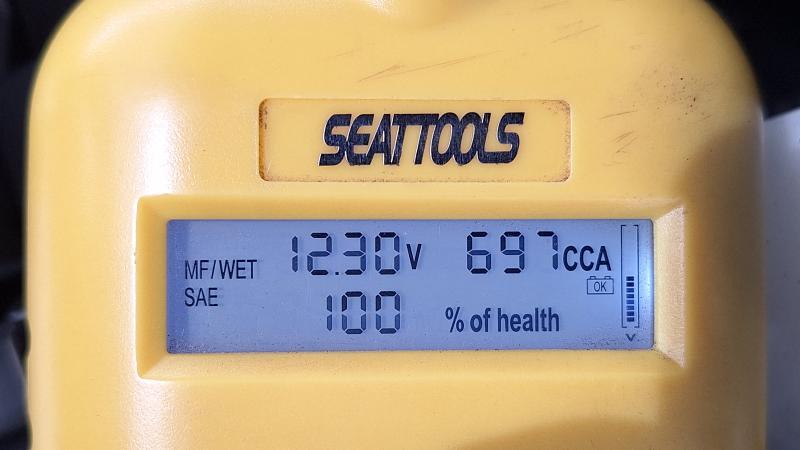 SEATTOOLS
MF/WET 12.30V 697CCA
SAE OK
100 % of health
V